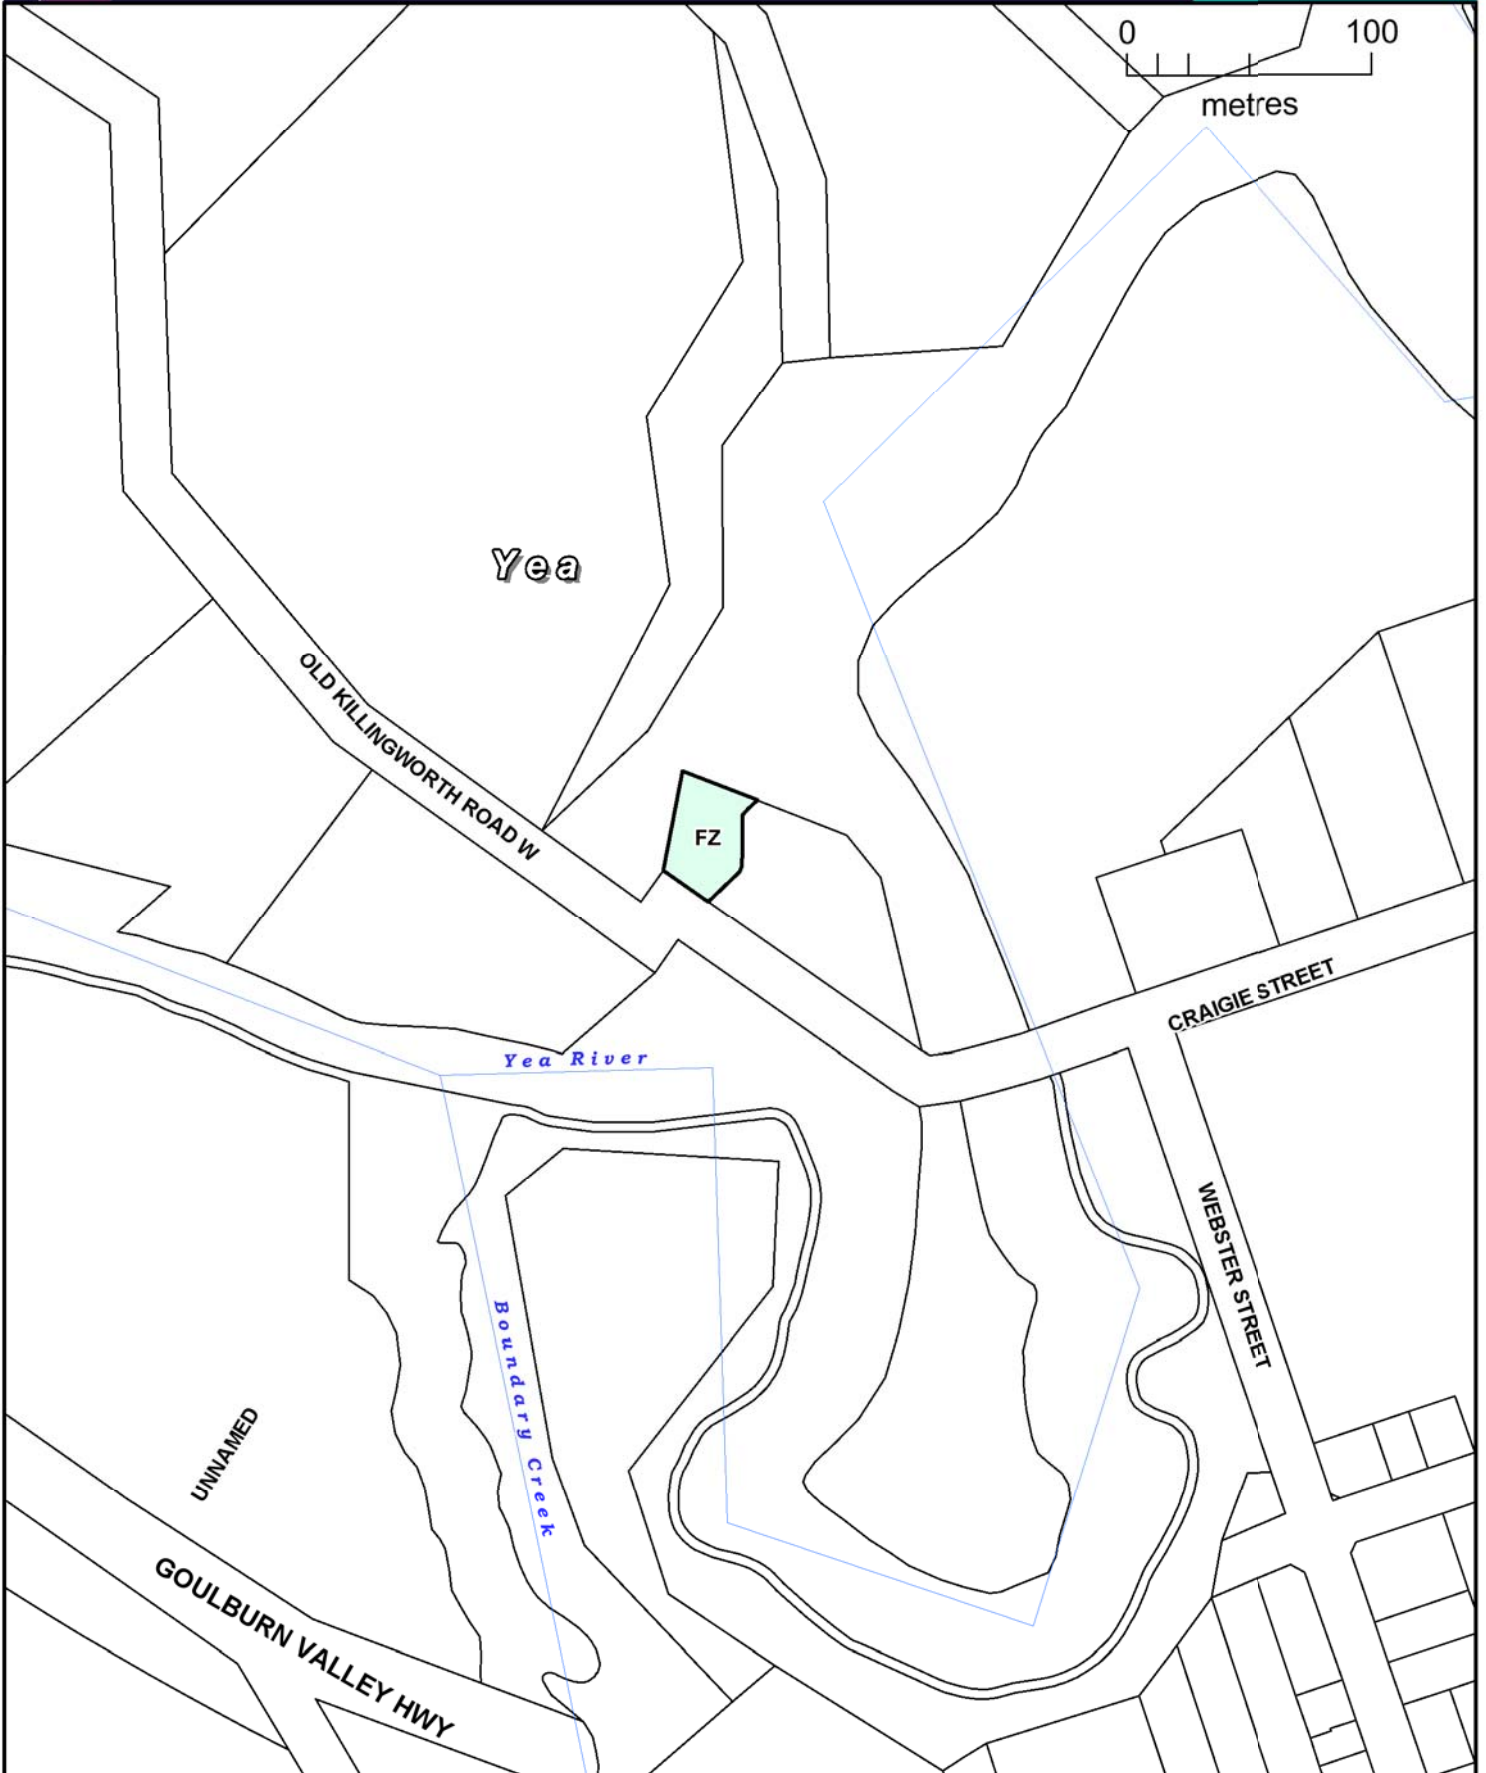 0 100
metres
Yea
OLD KILLINGWORTH ROAD W
FZ
CRAIGIE STREET
Yea River
WEBSTER STREET
Boundary Creek
UNNAMED
GOULBURN VALLEY HWY